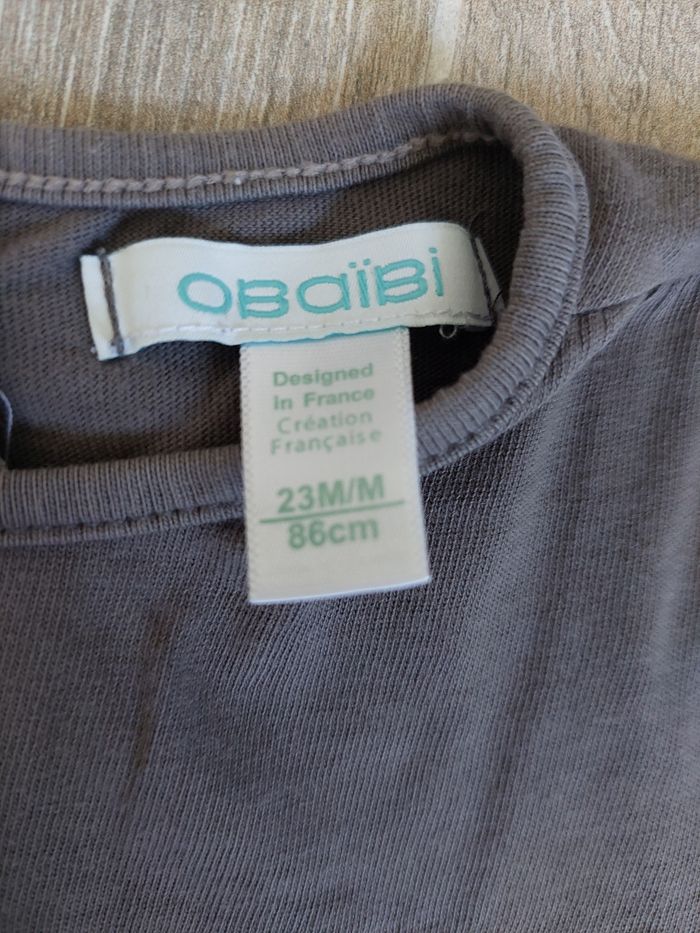 OBaïBi
Designed
in France
Création
Française
23M/M
86cm